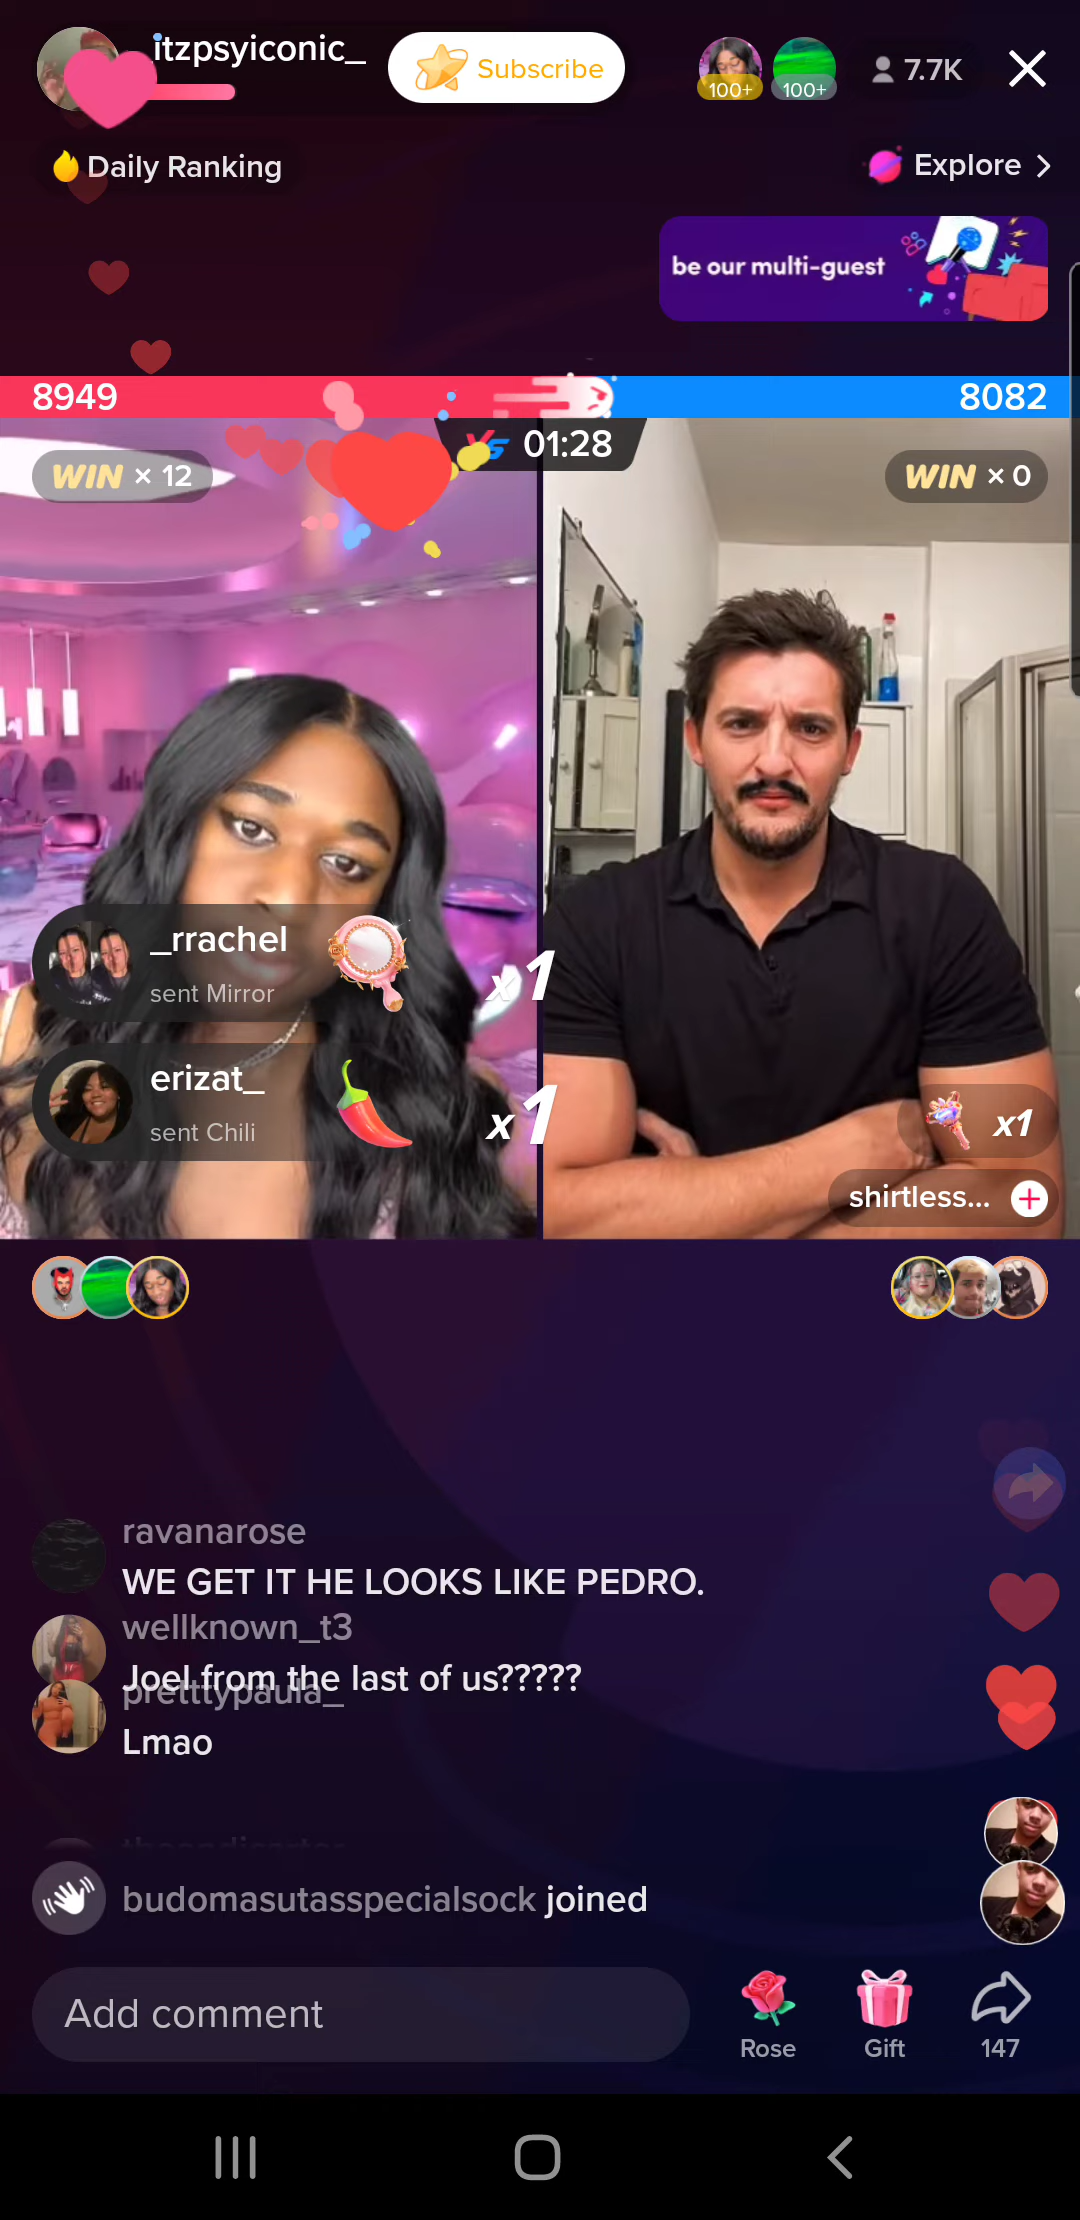 itzpsyiconic_
Subscribe
100+
100+
7.7K
Daily Ranking
Explore
be our multi-guest
8949
8082
VS 01:28
WIN × 12
WIN × 0
_rrachel
sent Mirror
x1
erizat_
sent Chili
x1
x1
shirtless...
ravanarose
WE GET IT HE LOOKS LIKE PEDRO.
wellknown_t3
Joel from the last of us?????
pretttypaula_
Lmao
budomasutasspecialsock joined
Add comment
Rose
Gift
147